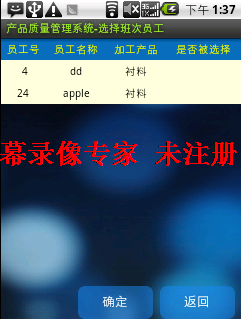 下午 1:37
产品质量管理系统-选择班次员工
员工号 员工名称 加工产品 是否被选择
4 dd 衬料
24 apple 衬料
幕录像专家 未注册
确定 返回